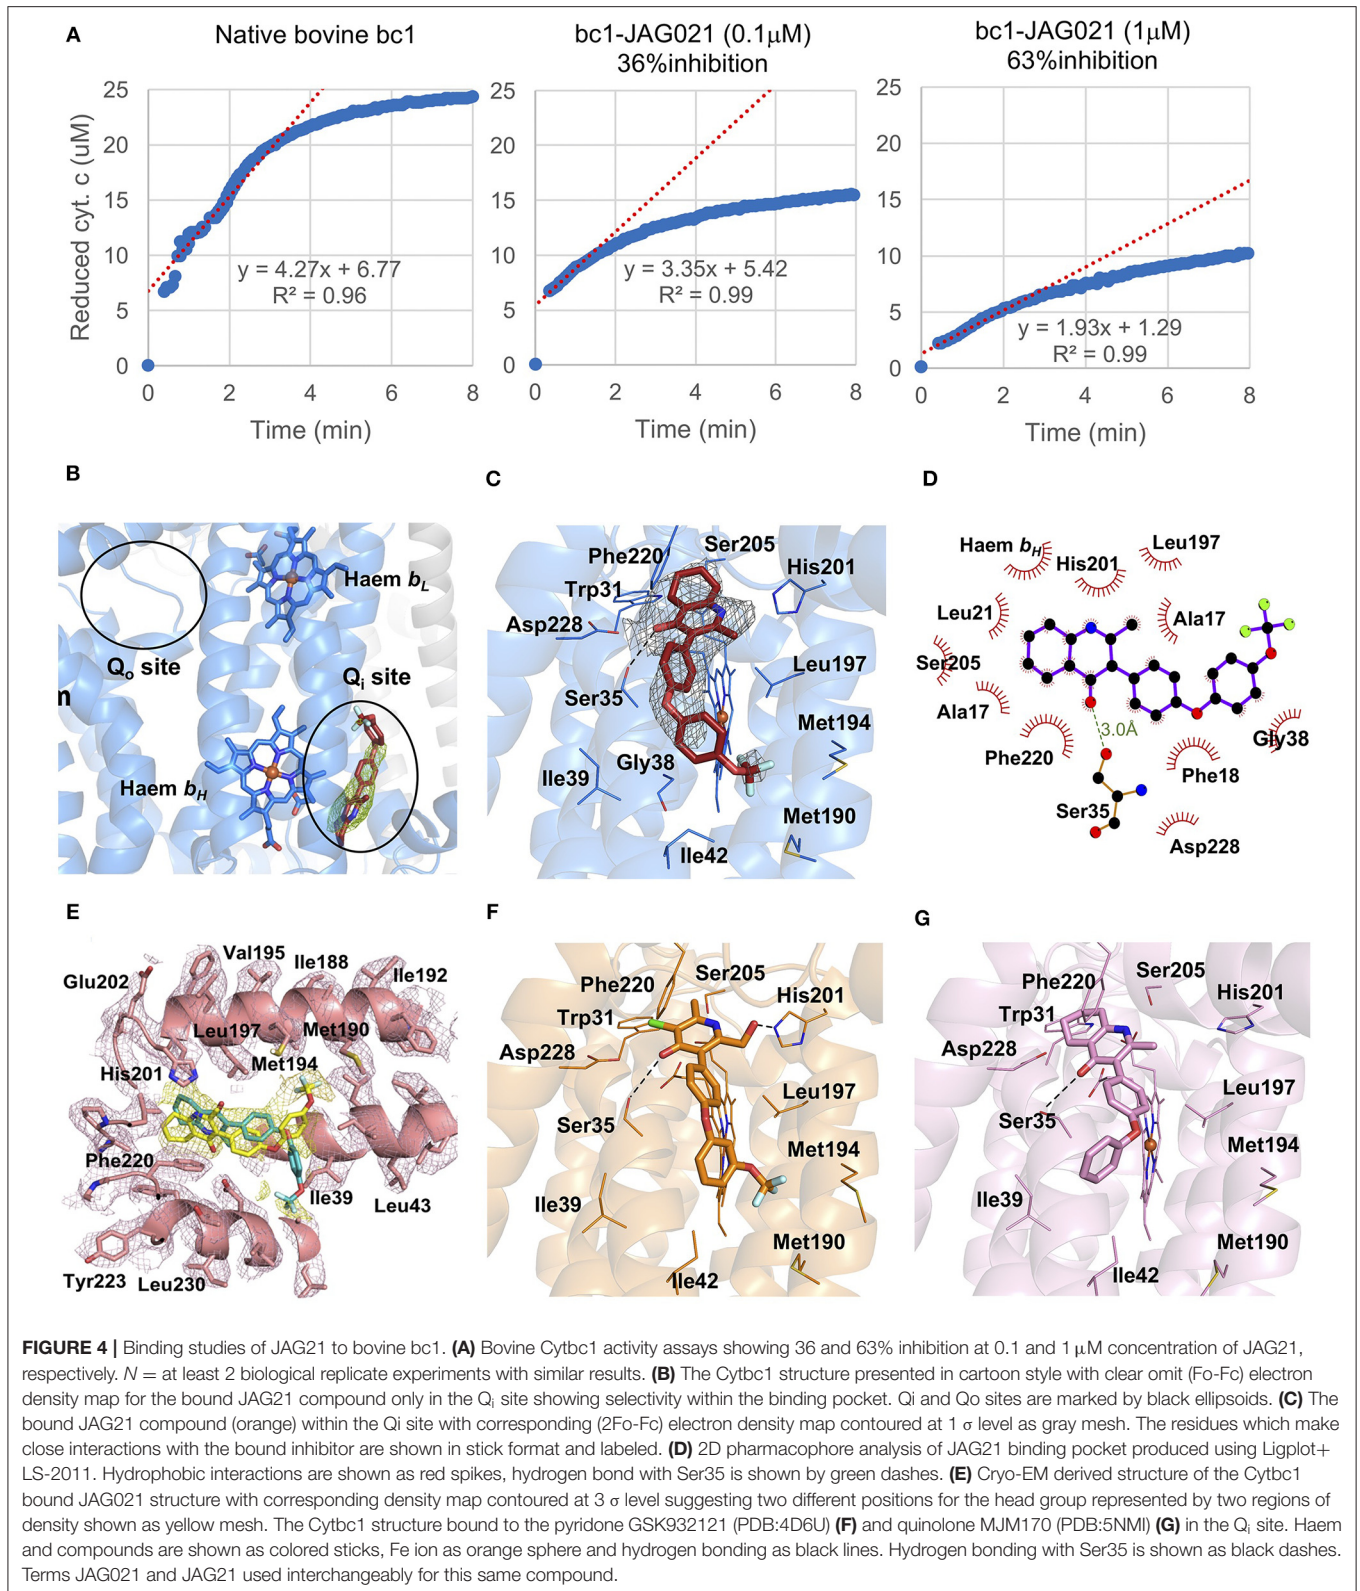 A
Native bovine bc1
bc1-JAG021 (0.1µM)
36%inhibition
bc1-JAG021 (1µM)
63%inhibition
Reduced cyt. c (uM)
25
20
15
10
5
0
y = 4.27x + 6.77
R² = 0.96
0 2 4 6 8
Time (min)
25
20
15
10
5
0
y = 3.35x + 5.42
R² = 0.99
0 2 4 6 8
Time (min)
25
20
15
10
5
0
y = 1.93x + 1.29
R² = 0.99
0 2 4 6 8
Time (min)
B
Haem bL
Qo site
Qi site
m
Haem bH
C
Phe220
Ser205
Trp31
His201
Asp228
Ser35
Leu197
Met194
Gly38
Ile39
Met190
Ile42
D
Haem bH
Leu197
His201
Leu21
Ala17
Ser205
Ala17
3.0Å
Phe220
Gly38
Phe18
Ser35
Asp228
E
Val195
Ile188
Glu202
Ile192
Leu197
Met190
Met194
His201
Phe220
Ile39
Leu43
Tyr223
Leu230
F
Phe220
Ser205
Trp31
His201
Asp228
Leu197
Ser35
Met194
Ile39
Met190
Ile42
G
Phe220
Ser205
Trp31
His201
Asp228
Leu197
Ser35
Met194
Ile39
Met190
Ile42
FIGURE 4 | Binding studies of JAG21 to bovine bc1. (A) Bovine Cytbc1 activity assays showing 36 and 63% inhibition at 0.1 and 1 µM concentration of JAG21,
respectively. N = at least 2 biological replicate experiments with similar results. (B) The Cytbc1 structure presented in cartoon style with clear omit (Fo-Fc) electron
density map for the bound JAG21 compound only in the Qi site showing selectivity within the binding pocket. Qi and Qo sites are marked by black ellipsoids. (C) The
bound JAG21 compound (orange) within the Qi site with corresponding (2Fo-Fc) electron density map contoured at 1 σ level as gray mesh. The residues which make
close interactions with the bound inhibitor are shown in stick format and labeled. (D) 2D pharmacophore analysis of JAG21 binding pocket produced using Ligplot+
LS-2011. Hydrophobic interactions are shown as red spikes, hydrogen bond with Ser35 is shown by green dashes. (E) Cryo-EM derived structure of the Cytbc1
bound JAG021 structure with corresponding density map contoured at 3 σ level suggesting two different positions for the head group represented by two regions of
density shown as yellow mesh. The Cytbc1 structure bound to the pyridone GSK932121 (PDB:4D6U) (F) and quinolone MJM170 (PDB:5NMI) (G) in the Qi site. Haem
and compounds are shown as colored sticks, Fe ion as orange sphere and hydrogen bonding as black lines. Hydrogen bonding with Ser35 is shown as black dashes.
Terms JAG021 and JAG21 used interchangeably for this same compound.